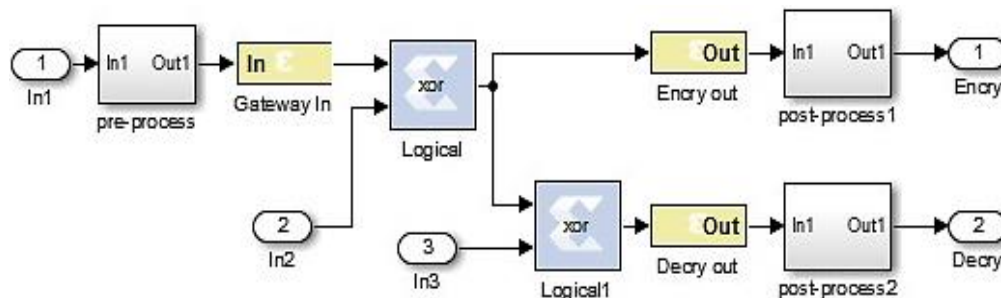 1
In1
In1 Out1
pre-process
In
Gateway In
xor
Logical
Out
Encry out
In1 Out1
post-process1
1
Encry
2
In2
3
In3
xor
Logical1
Out
Decry out
In1 Out1
post-process2
2
Decry